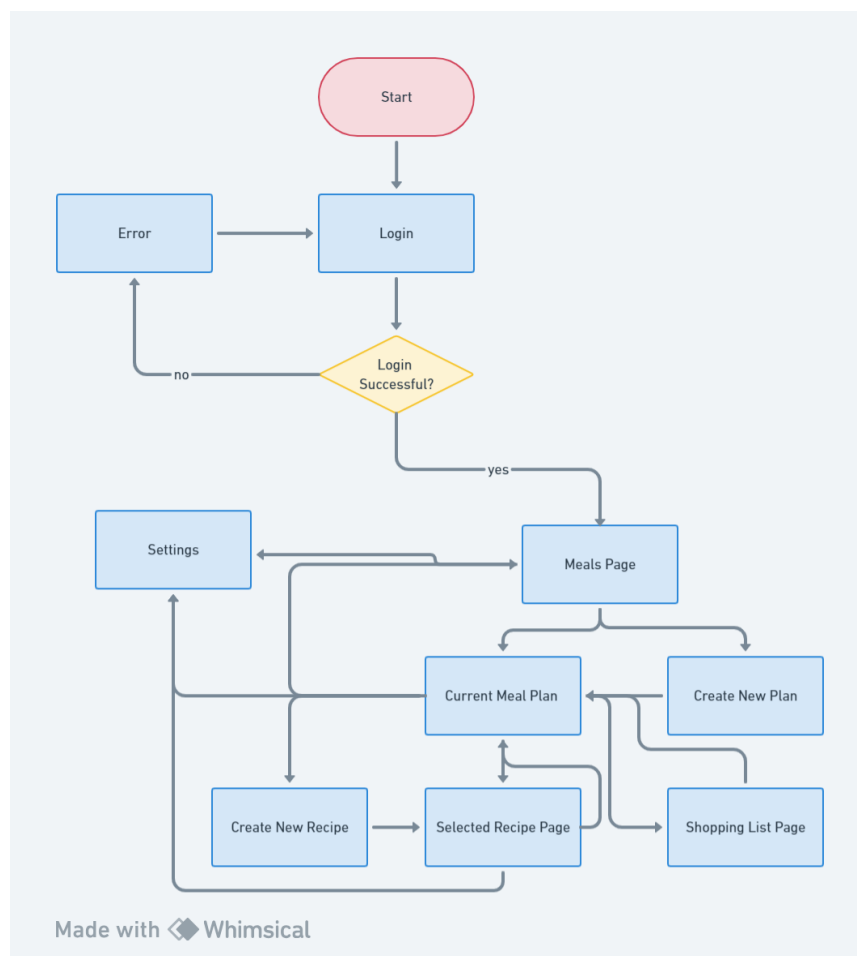 Start
Error
Login
Login
Successful?
no
yes
Settings
Meals Page
Current Meal Plan
Create New Plan
Create New Recipe
Selected Recipe Page
Shopping List Page
Made with Whimsical